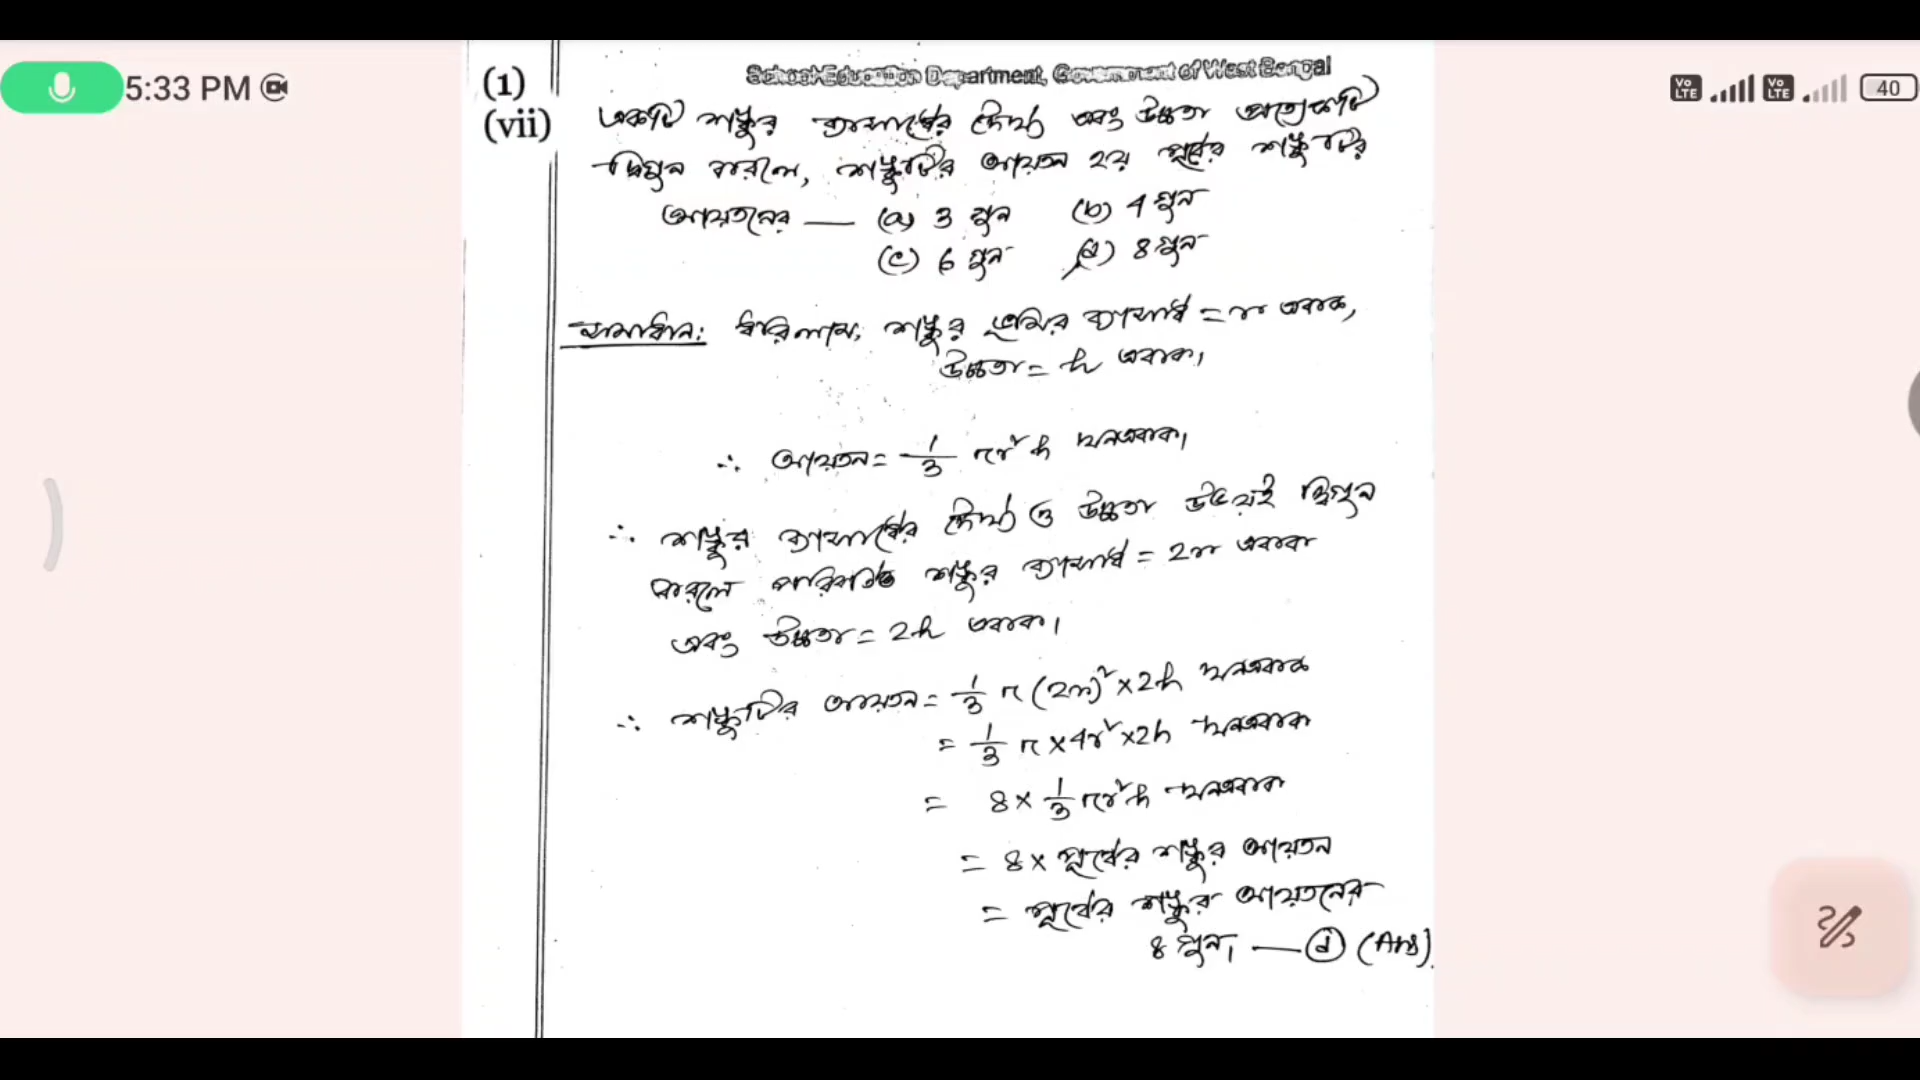 5:33 PM
Vo LTE Vo LTE 40
(1)
School Education Department, Government of West Bengal
(vii) একটি শঙ্কুর ব্যাসার্ধের দৈর্ঘ্য এবং উচ্চতা প্রত্যেকটি
দ্বিগুন করলে, শঙ্কুটির আয়তন হয় পূর্বের শঙ্কুটির
আয়তনের — (a) 3 গুন (b) 4 গুন
(c) 6 গুন (d) 8 গুন
সমাধান: ধরিলাম, শঙ্কুর ভূমির ব্যাসার্ধ = r একক,
উচ্চতা = h একক।
∴ আয়তন = 1/3 πr²h ঘনএকক।
∴ শঙ্কুর ব্যাসার্ধের দৈর্ঘ্য ও উচ্চতা উভয়ই দ্বিগুন
করলে পরিবর্তিত শঙ্কুর ব্যাসার্ধ = 2r একক
এবং উচ্চতা = 2h একক।
∴ শঙ্কুটির আয়তন = 1/3 π (2r)² × 2h ঘনএকক
= 1/3 π × 4r² × 2h ঘনএকক
= 8 × 1/3 πr²h ঘনএকক
= 8 × পূর্বের শঙ্কুর আয়তন
= পূর্বের শঙ্কুর আয়তনের
8 গুন। — (d) (Ans)